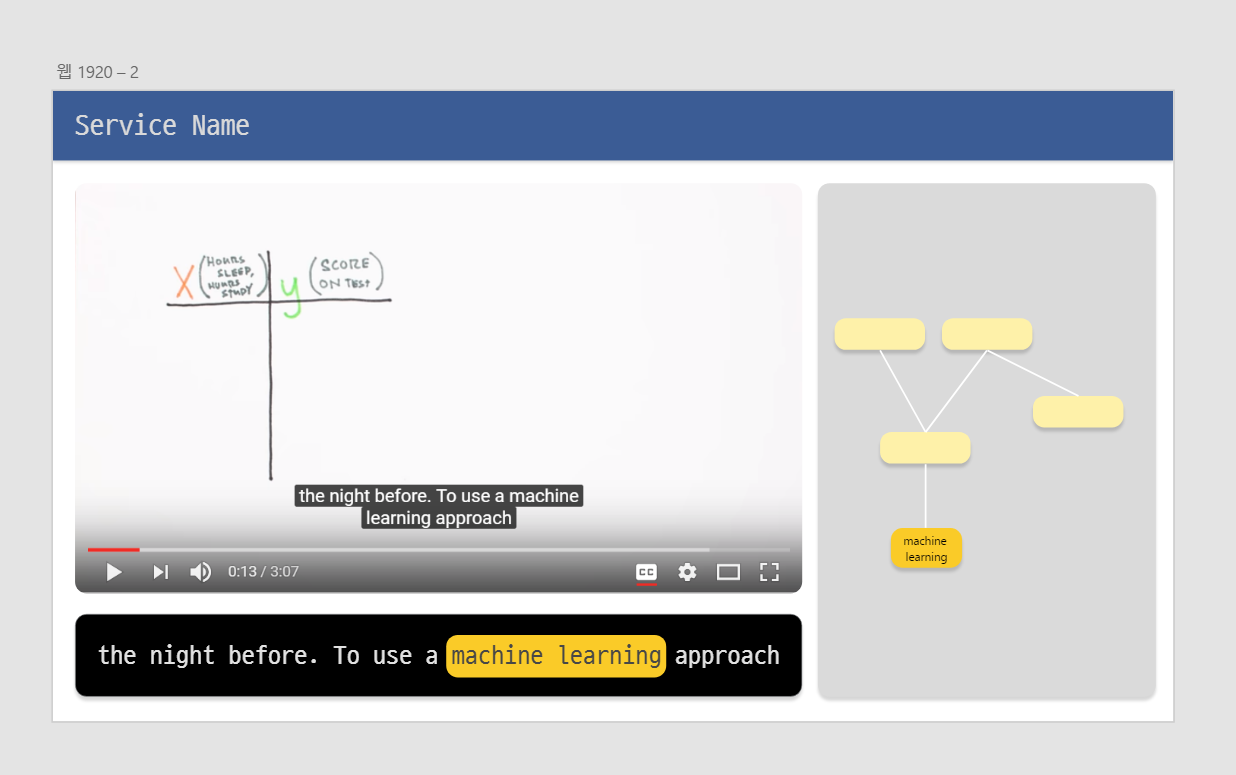 웹 1920 – 2
Service Name
X (HOURS SLEEP, HOURS STUDY)
y (SCORE ON TEST)
the night before. To use a machine
learning approach
0:13 / 3:07
CC
the night before. To use a machine learning approach
machine
learning